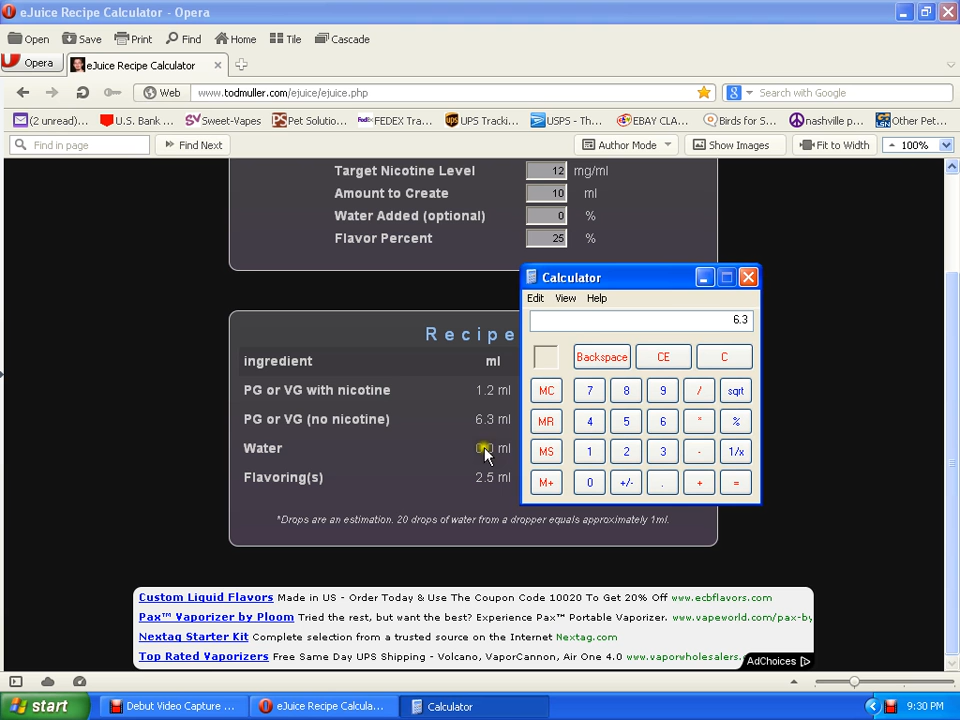 eJuice Recipe Calculator - Opera
Open Save Print Find Home Tile Cascade
Opera eJuice Recipe Calculator
Web www.todmuller.com/ejuice/ejuice.php Search with Google
(2 unread)... U.S. Bank ... Sweet-Vapes Pet Solutio... FEDEX Tra... UPS Tracki... USPS - Th... EBAY CLA... Birds for S... nashville p... Other Pet...
Find in page Find Next Author Mode Show Images Fit to Width 100%
Target Nicotine Level 12 mg/ml
Amount to Create 10 ml
Water Added (optional) 0 %
Flavor Percent 25 %
Calculator
Edit View Help
6.3
Backspace CE C
MC 7 8 9 / sqrt
MR 4 5 6 * %
MS 1 2 3 - 1/x
M+ 0 +/- . + =
Recipe
ingredient ml
PG or VG with nicotine 1.2 ml
PG or VG (no nicotine) 6.3 ml
Water ml
Flavoring(s) 2.5 ml
*Drops are an estimation. 20 drops of water from a dropper equals approximately 1ml.
Custom Liquid Flavors Made in US - Order Today & Use The Coupon Code 10020 To Get 20% Off www.ecbflavors.com
Pax™ Vaporizer by Ploom Tried the rest, but want the best? Experience Pax™ Portable Vaporizer. www.vapeworld.com/pax-by
Nextag Starter Kit Complete selection from a trusted source on the Internet Nextag.com
Top Rated Vaporizers Free Same Day UPS Shipping - Volcano, VaporCannon, Air One 4.0 www.vaporwholesalers.
AdChoices
start Debut Video Capture ... eJuice Recipe Calcula... Calculator 9:30 PM